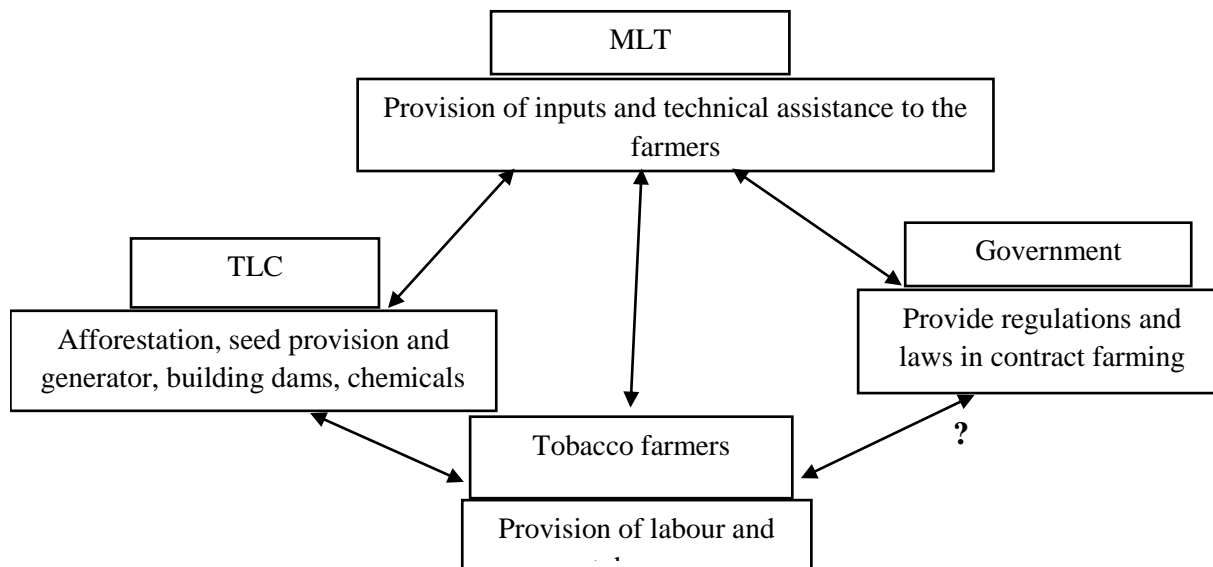 MLT
Provision of inputs and technical assistance to the
farmers
TLC
Government
Afforestation, seed provision and
generator, building dams, chemicals
Provide regulations and
laws in contract farming
?
Tobacco farmers
Provision of labour and